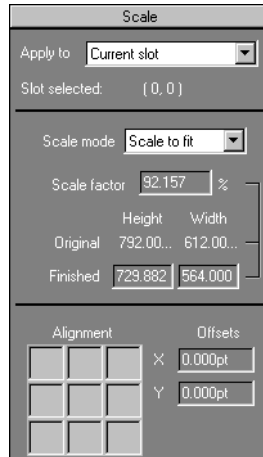 Scale
Apply to Current slot
Slot selected: ( 0, 0 )
Scale mode Scale to fit
Scale factor 92.157 %
Height Width
Original 792.00... 612.00...
Finished 729.882 564.000
Alignment Offsets
X 0.000pt
Y 0.000pt